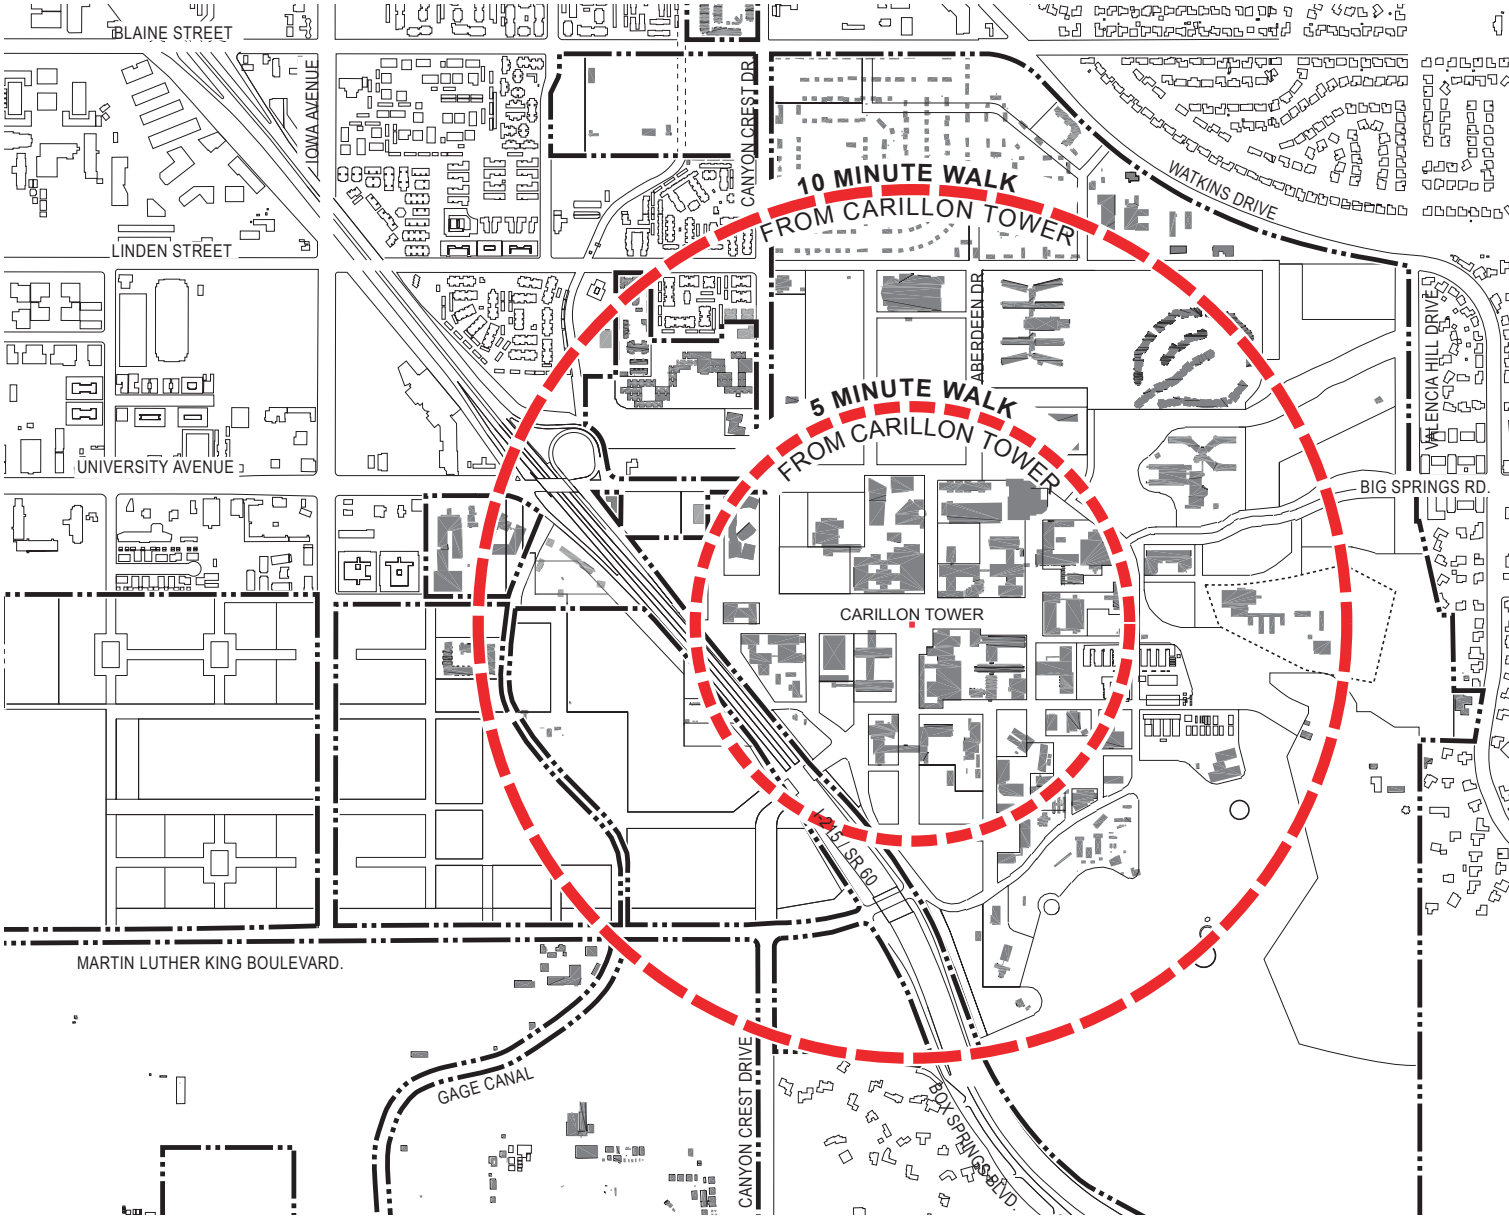 BLAINE STREET
IOWA AVENUE
CANYON CREST DR.
WATKINS DRIVE
10 MINUTE WALK
FROM CARILLON TOWER
LINDEN STREET
ABERDEEN DR.
VALENCIA HILL DRIVE
5 MINUTE WALK
FROM CARILLON TOWER
UNIVERSITY AVENUE
BIG SPRINGS RD.
CARILLON TOWER
I-215 / SR 60
MARTIN LUTHER KING BOULEVARD.
GAGE CANAL
CANYON CREST DRIVE
BOX SPRINGS BLVD.